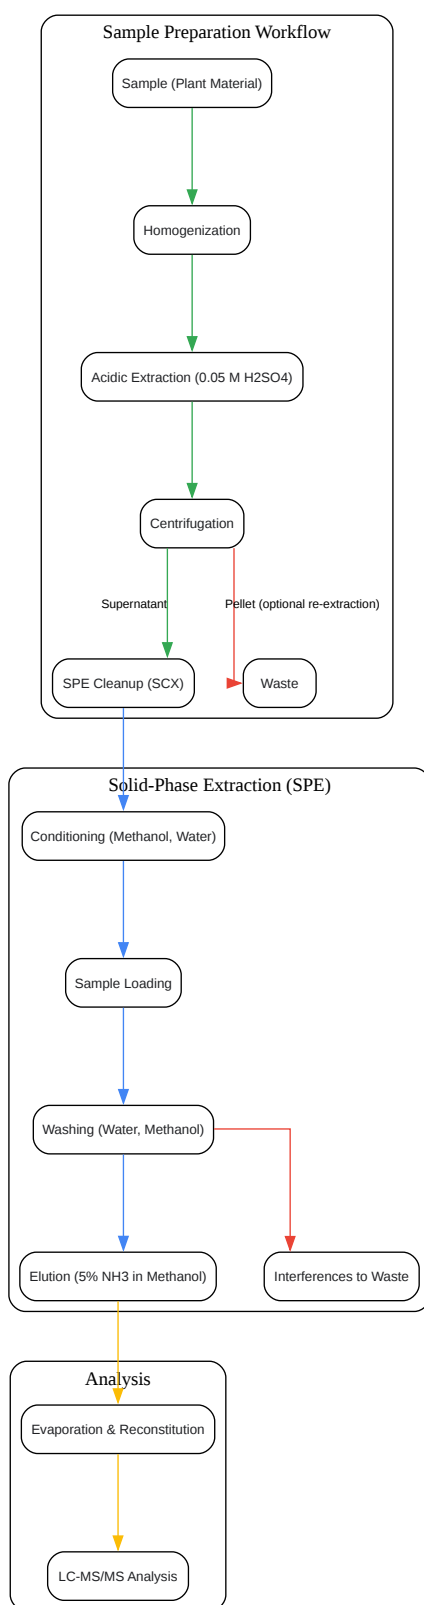 Sample Preparation Workflow
Sample (Plant Material)
Homogenization
Acidic Extraction (0.05 M H2SO4)
Centrifugation
Supernatant
Pellet (optional re-extraction)
SPE Cleanup (SCX)
Waste
Solid-Phase Extraction (SPE)
Conditioning (Methanol, Water)
Sample Loading
Washing (Water, Methanol)
Elution (5% NH3 in Methanol)
Interferences to Waste
Analysis
Evaporation & Reconstitution
LC-MS/MS Analysis